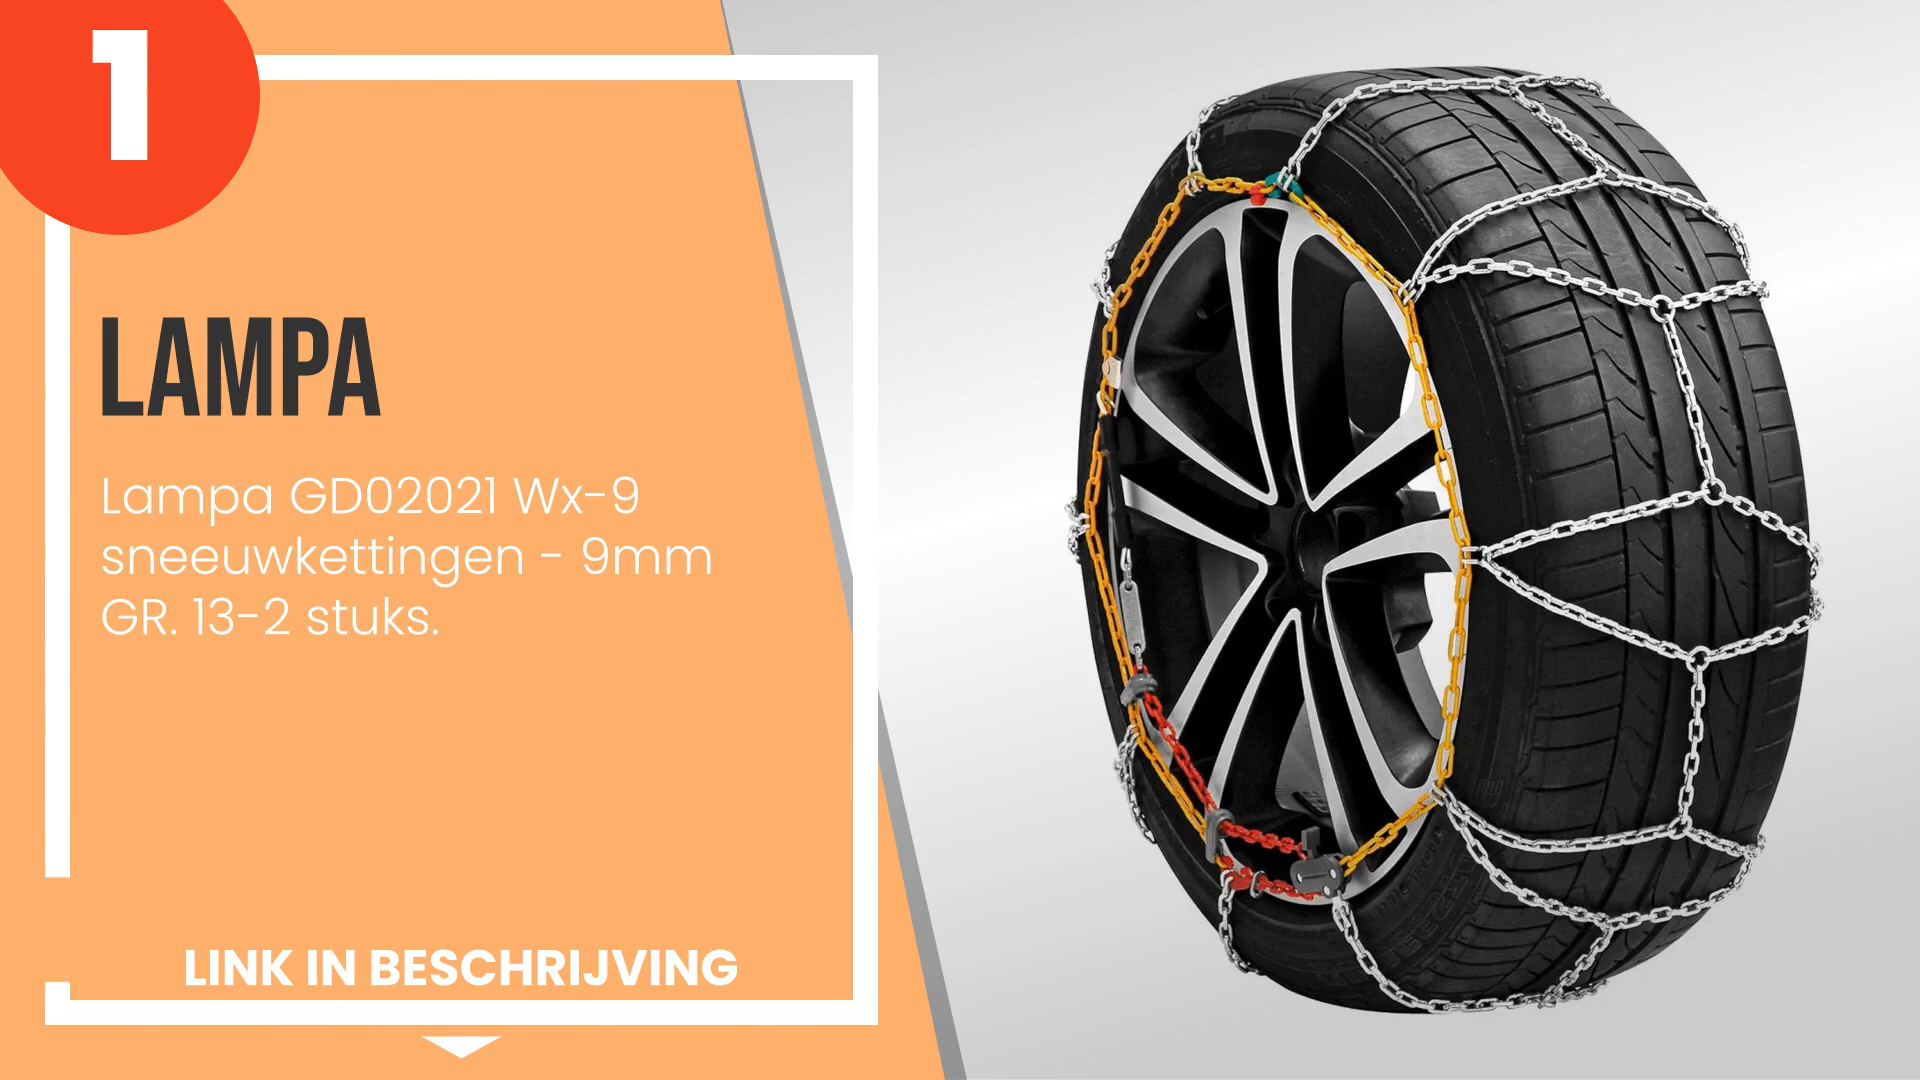 1
LAMPA
Lampa GD02021 Wx-9
sneeuwkettingen - 9mm
GR. 13-2 stuks.
LINK IN BESCHRIJVING